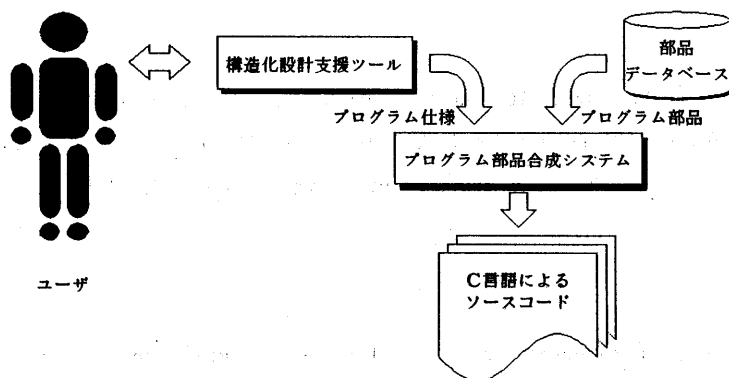 構造化設計支援ツール
部品
データベース
プログラム仕様
プログラム部品
プログラム部品合成システム
ユーザ
C言語による
ソースコード